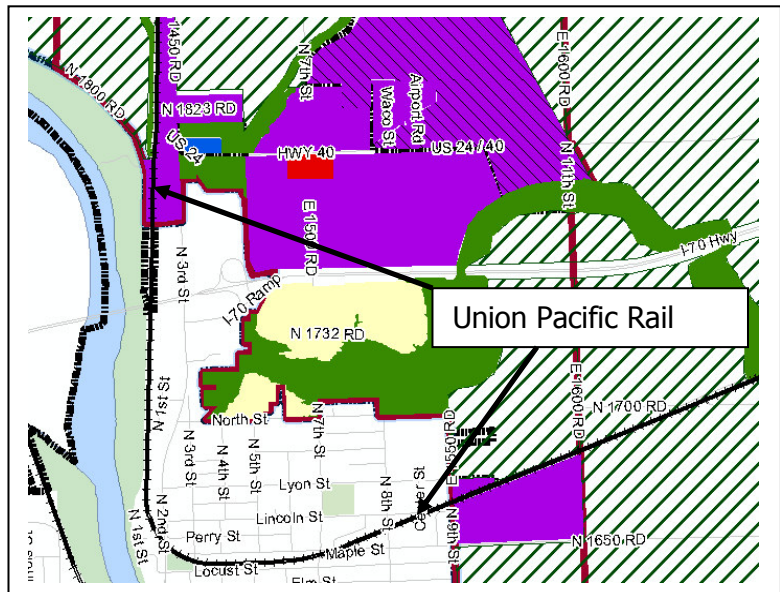 1450 RD
N 7th St
N 1800 RD
N 1823 RD
Waco St
Airport Rd
E 1600 RD
US 24
HWY 40
US 24 / 40
N 11th St
N 3rd St
E 1500 RD
I-70 Hwy
I-70 Ramp
Union Pacific Rail
N 1732 RD
N 1st St
E 1600 RD
N 1700 RD
North St
N 7th St
E 1550 RD
N 3rd St
N 4th St
N 5th St
Lyon St
N 8th St
N 2nd St
N 1st St
Lincoln St
N 9th St
Perry St
Maple St
N 1650 RD
Locust St
Elm St